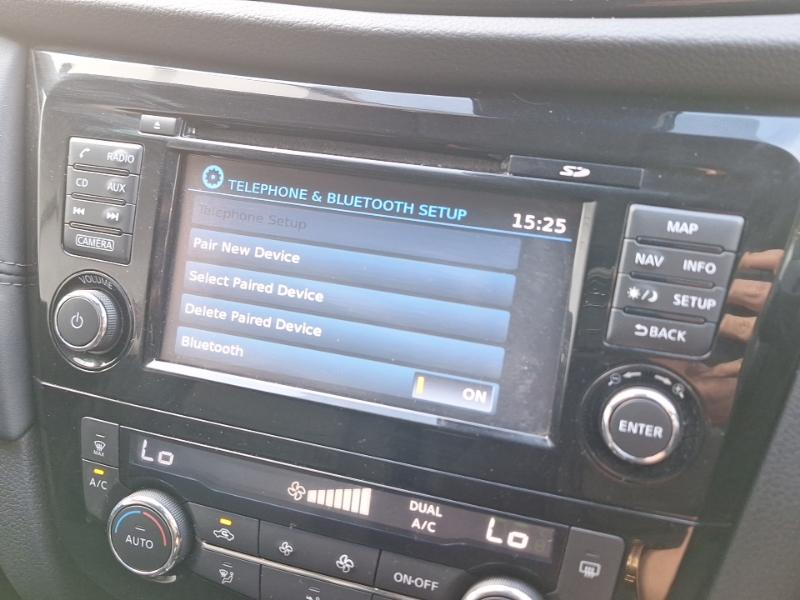 RADIO
CD AUX
CAMERA
VOLUME
SD
TELEPHONE & BLUETOOTH SETUP
15:25
Telephone Setup
Pair New Device
Select Paired Device
Delete Paired Device
Bluetooth
ON
MAP
NAV INFO
SETUP
BACK
ENTER
MAX
A/C
Lo
DUAL
A/C
Lo
AUTO
ON·OFF